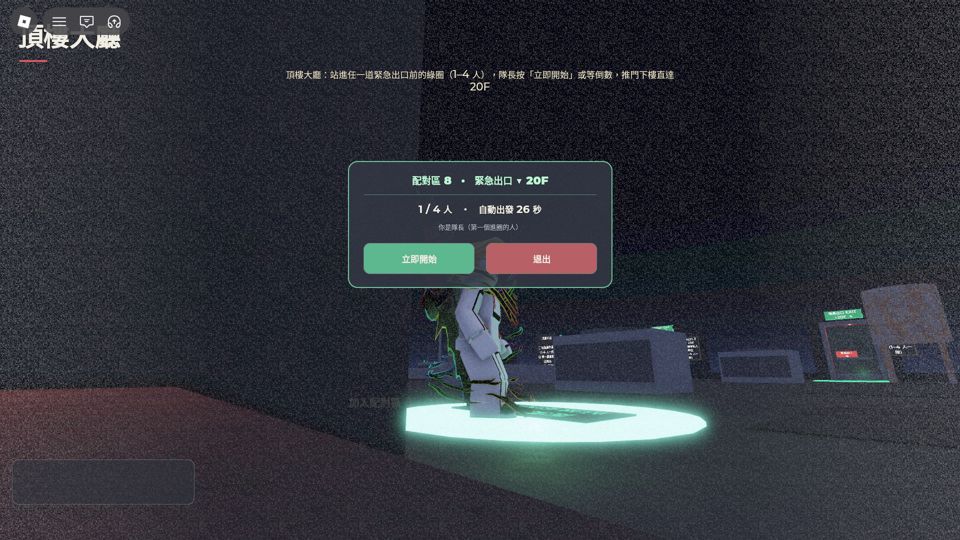 頂樓大廳
頂樓大廳：站進任一道緊急出口前的綠圈（1–4 人），隊長按「立即開始」或等倒數，推門下樓直達
20F
配對區 8 • 緊急出口 ▼ 20F
1 / 4 人 • 自動出發 26 秒
你是隊長（第一個進圈的人）
立即開始
退出
加入配對